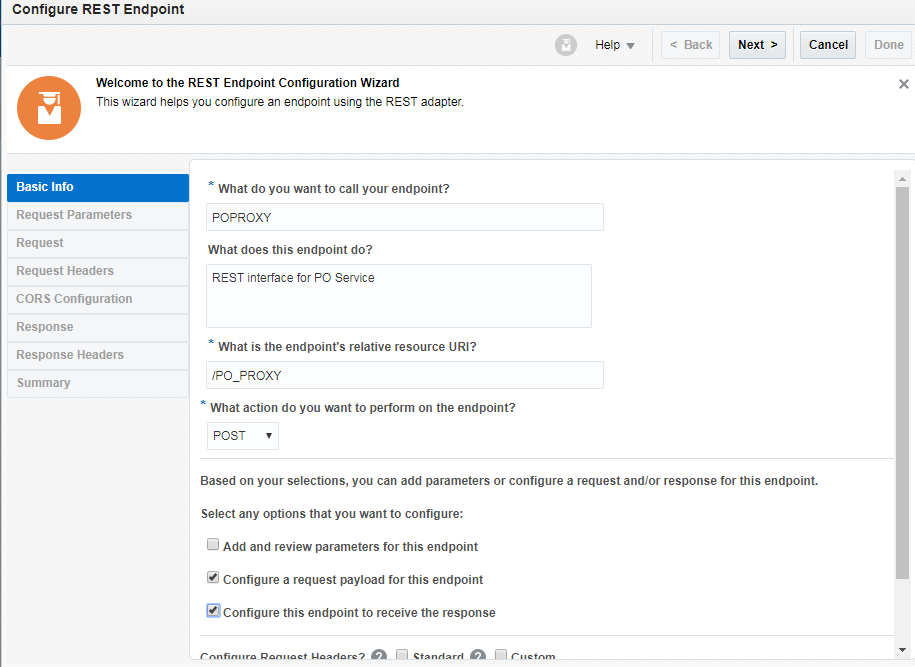 Configure REST Endpoint
Help
< Back
Next >
Cancel
Done
Welcome to the REST Endpoint Configuration Wizard
This wizard helps you configure an endpoint using the REST adapter.
Basic Info
Request Parameters
Request
Request Headers
CORS Configuration
Response
Response Headers
Summary
* What do you want to call your endpoint?
POPROXY
What does this endpoint do?
REST interface for PO Service
* What is the endpoint's relative resource URI?
/PO_PROXY
* What action do you want to perform on the endpoint?
POST
Based on your selections, you can add parameters or configure a request and/or response for this endpoint.
Select any options that you want to configure:
Add and review parameters for this endpoint
Configure a request payload for this endpoint
Configure this endpoint to receive the response
Configure Request Headers? ? Standard ? Custom